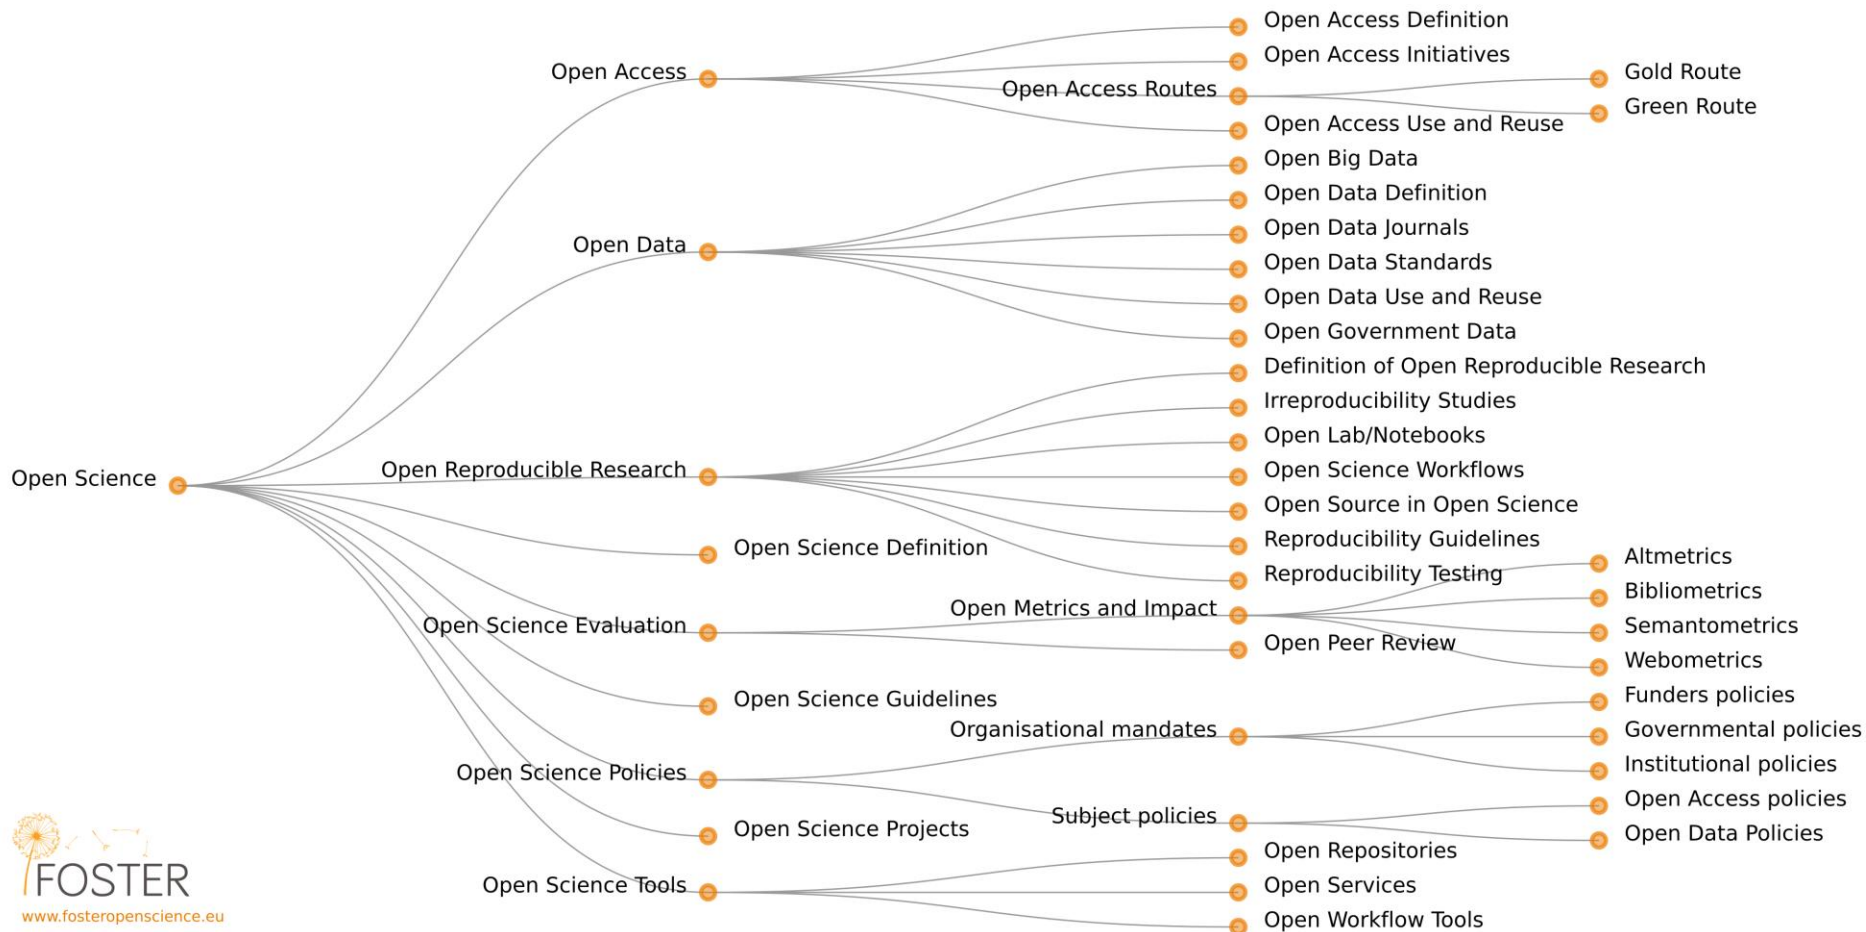 Open Access Definition
Open Access Initiatives
Open Access
Gold Route
Open Access Routes
Green Route
Open Access Use and Reuse
Open Big Data
Open Data Definition
Open Data Journals
Open Data
Open Data Standards
Open Data Use and Reuse
Open Government Data
Definition of Open Reproducible Research
Irreproducibility Studies
Open Lab/Notebooks
Open Science
Open Reproducible Research
Open Science Workflows
Open Source in Open Science
Reproducibility Guidelines
Open Science Definition
Altmetrics
Reproducibility Testing
Bibliometrics
Open Metrics and Impact
Open Science Evaluation
Semantometrics
Open Peer Review
Webometrics
Open Science Guidelines
Funders policies
Organisational mandates
Governmental policies
Open Science Policies
Institutional policies
Open Access policies
Subject policies
Open Science Projects
Open Data Policies
Open Repositories
Open Science Tools
Open Services
Open Workflow Tools
FOSTER
www.fosteropenscience.eu